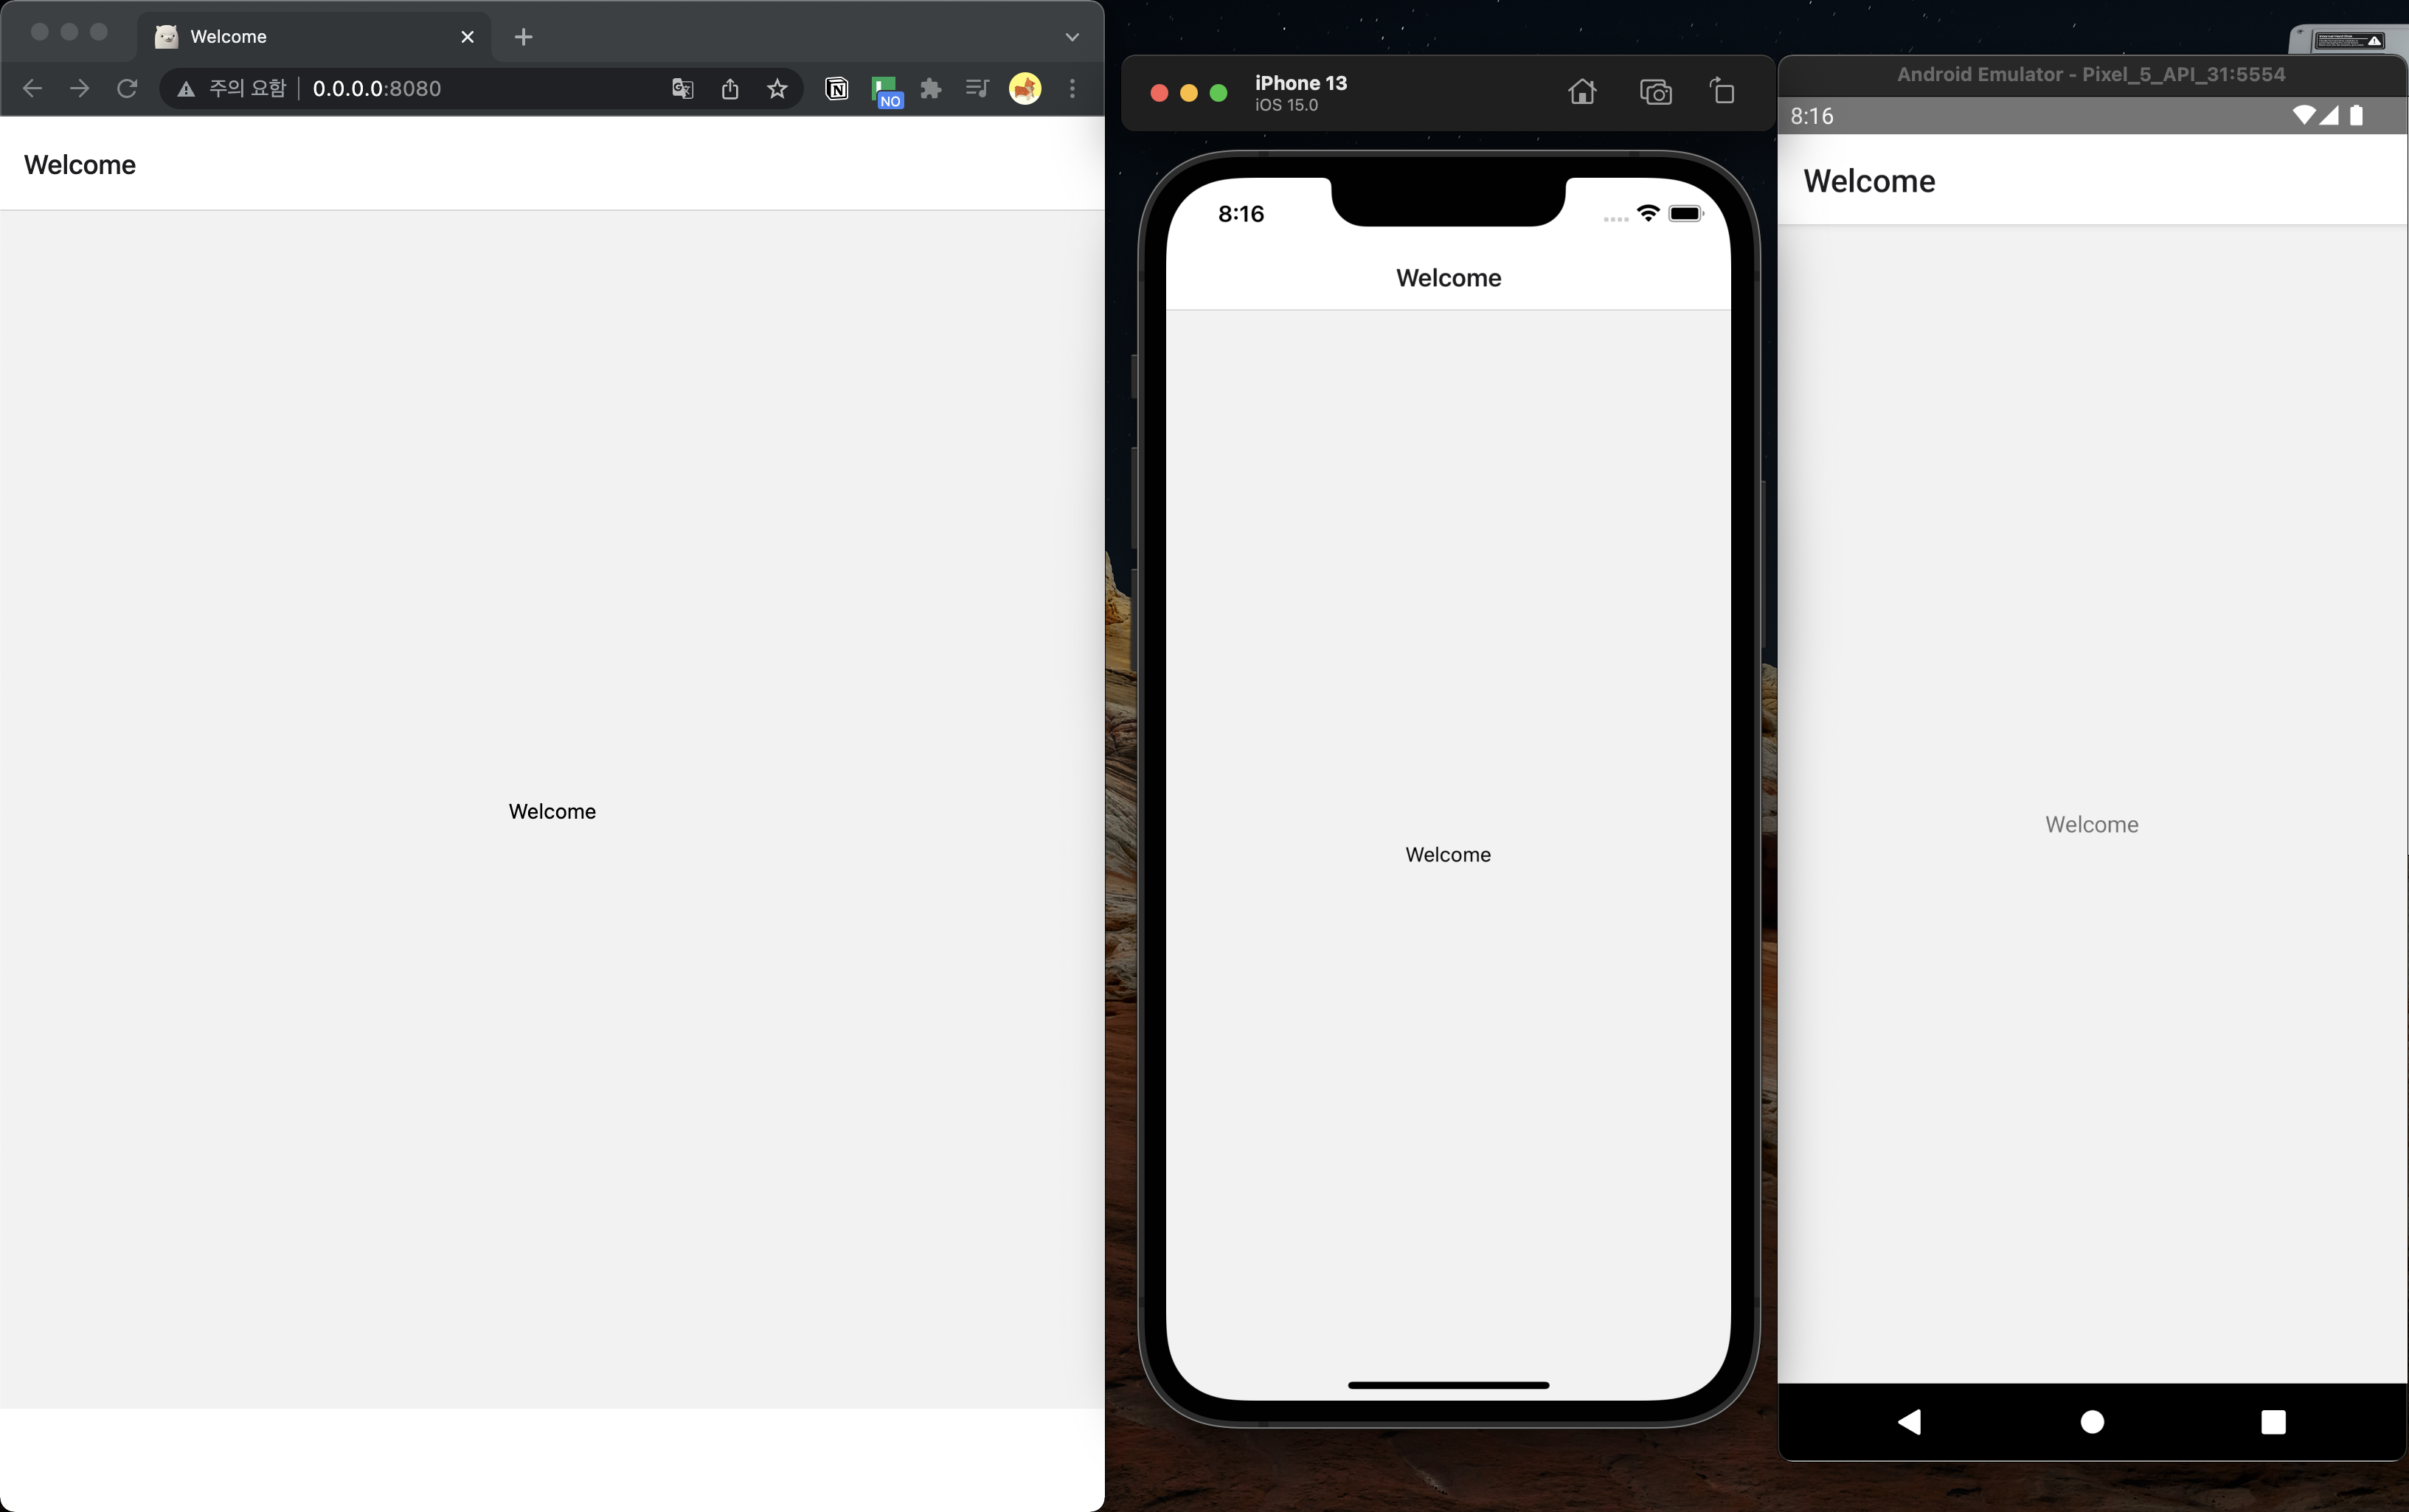 Welcome
주의 요함 0.0.0.0:8080
NO
Welcome
Welcome
iPhone 13
iOS 15.0
8:16
Welcome
Welcome
Android Emulator - Pixel_5_API_31:5554
8:16
Welcome
Welcome